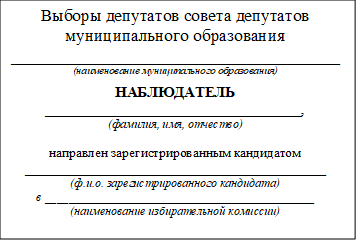 Выборы депутатов совета депутатов
муниципального образования
(наименование муниципального образования)
НАБЛЮДАТЕЛЬ
,
(фамилия, имя, отчество)
направлен зарегистрированным кандидатом
(ф.и.о. зарегистрированного кандидата)
в
(наименование избирательной комиссии)